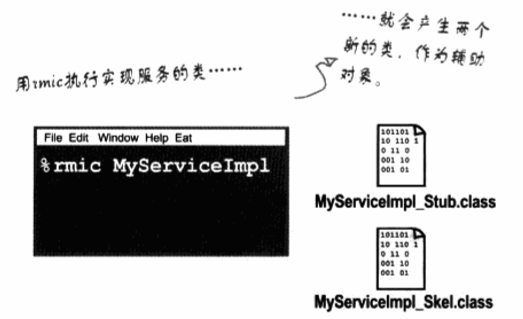 ……就会产生两个
新的类，作为辅助
对象。
用rmic执行实现服务的类……
File Edit Window Help Eat
%rmic MyServiceImpl
101101
10 110 1
0 11 0
001 10
001 01
MyServiceImpl_Stub.class
101101
10 110 1
0 11 0
001 10
001 01
MyServiceImpl_Skel.class